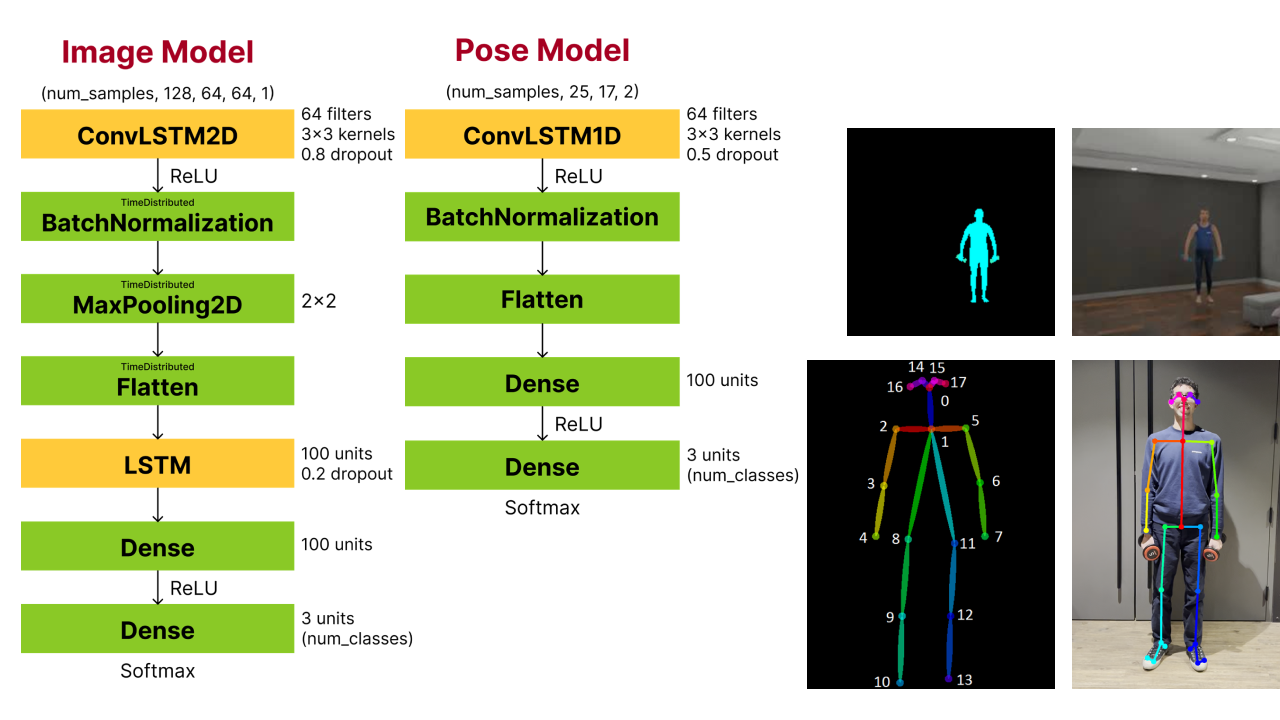 Image Model
(num_samples, 128, 64, 64, 1)
ConvLSTM2D
64 filters
3×3 kernels
0.8 dropout
ReLU
TimeDistributed
BatchNormalization
TimeDistributed
MaxPooling2D
2×2
TimeDistributed
Flatten
LSTM
100 units
0.2 dropout
Dense
100 units
ReLU
Dense
3 units
(num_classes)
Softmax
Pose Model
(num_samples, 25, 17, 2)
ConvLSTM1D
64 filters
3×3 kernels
0.5 dropout
ReLU
BatchNormalization
Flatten
Dense
100 units
ReLU
Dense
3 units
(num_classes)
Softmax
14 15
16 17
0
2 5
1
3 6
4 8 11 7
9 12
10 13